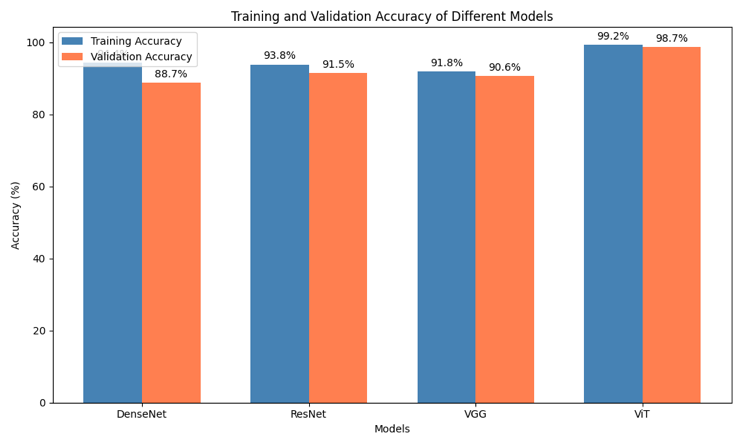 Training and Validation Accuracy of Different Models
Training Accuracy
Validation Accuracy
88.7%
93.8%
91.5%
91.8%
90.6%
99.2%
98.7%
100
80
60
40
20
0
Accuracy (%)
DenseNet
ResNet
VGG
ViT
Models